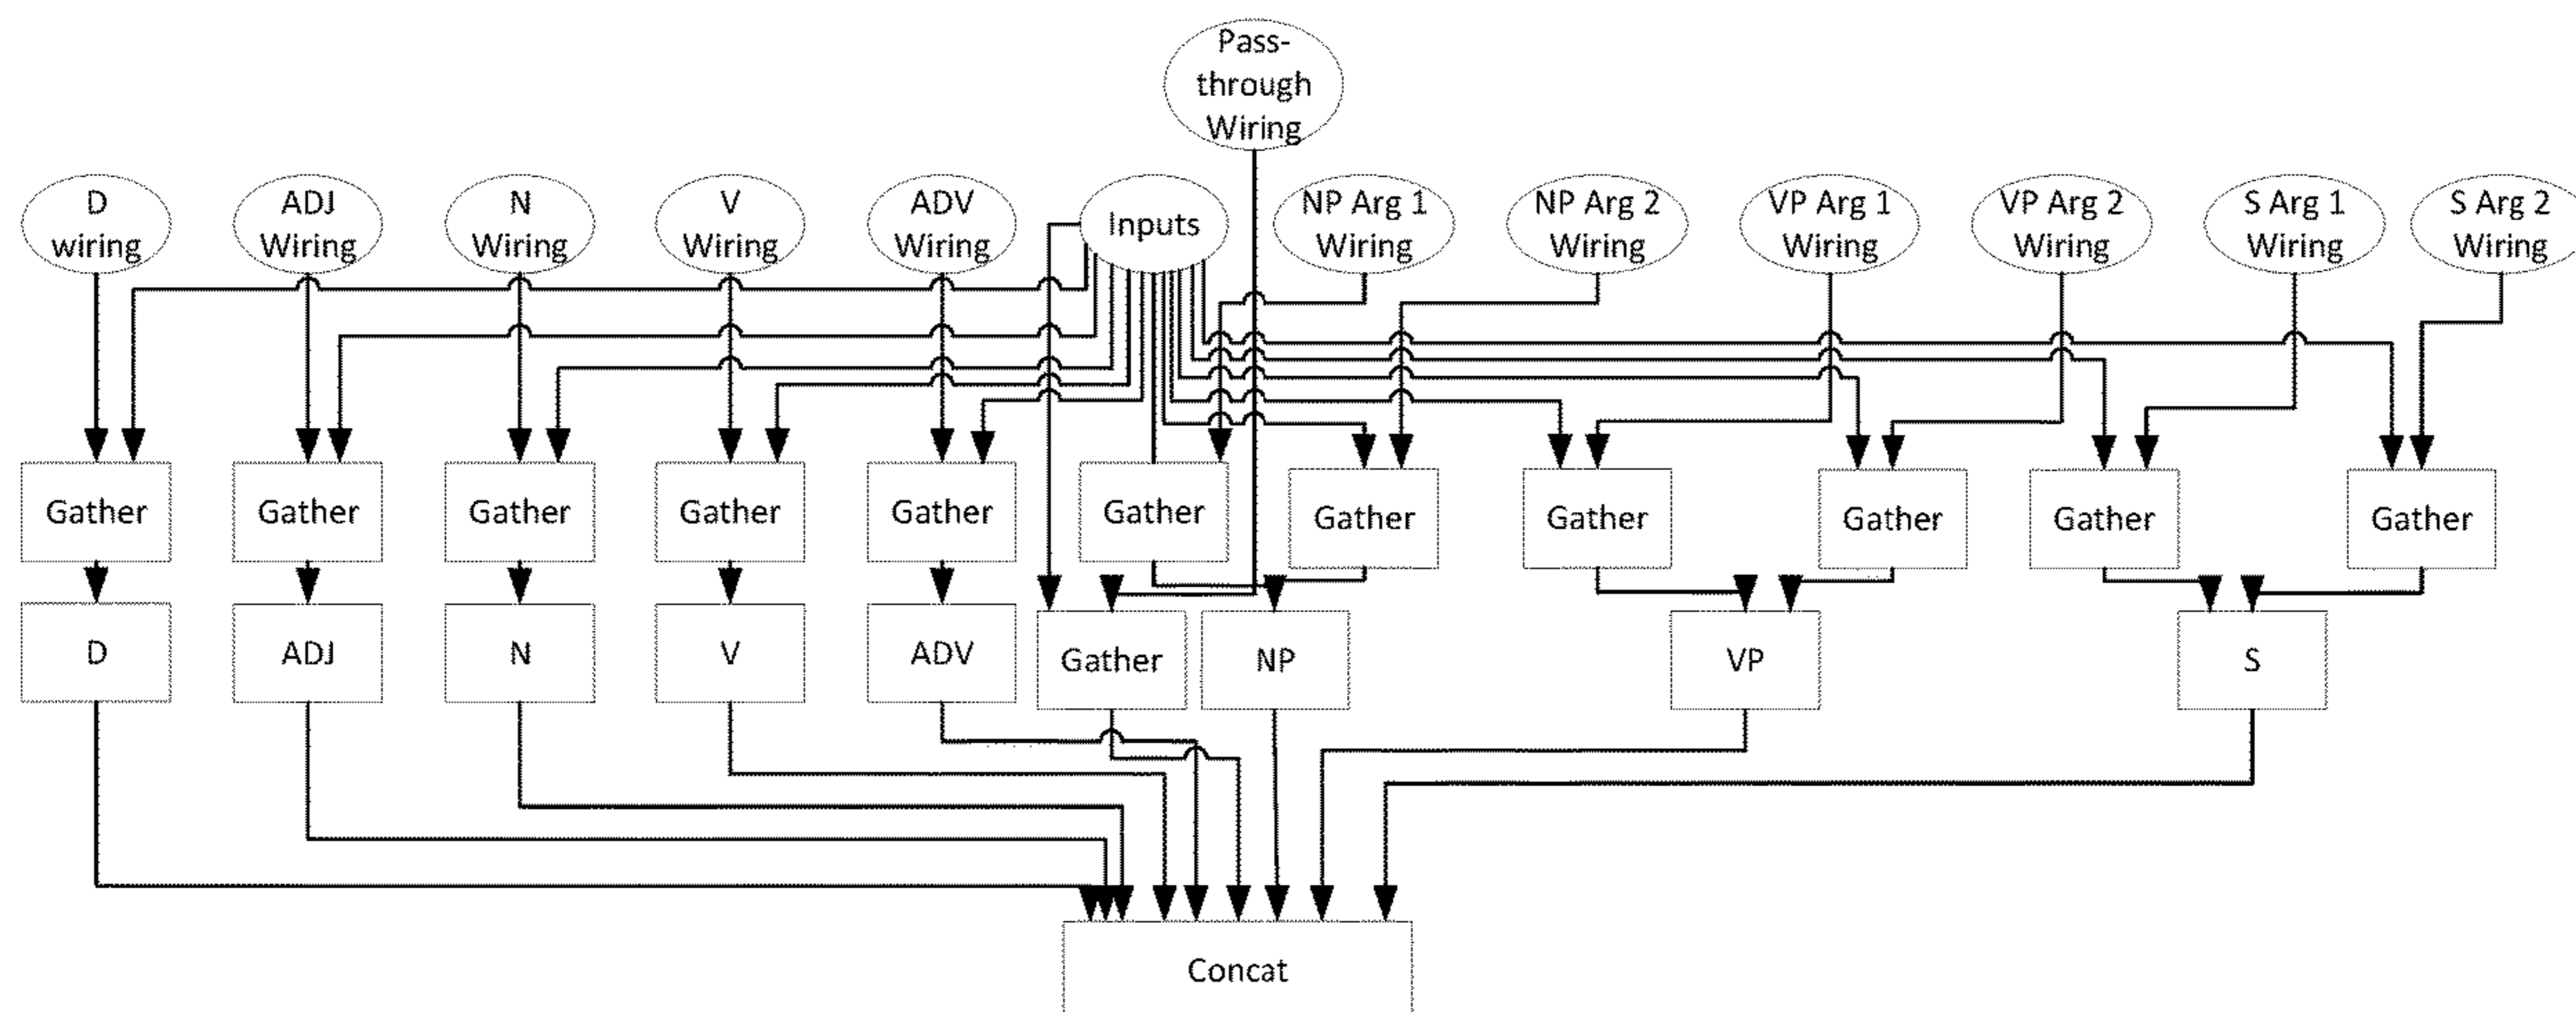 Pass-
through
Wiring
D
wiring
ADJ
Wiring
N
Wiring
V
Wiring
ADV
Wiring
Inputs
NP Arg 1
Wiring
NP Arg 2
Wiring
VP Arg 1
Wiring
VP Arg 2
Wiring
S Arg 1
Wiring
S Arg 2
Wiring
Gather
Gather
Gather
Gather
Gather
Gather
Gather
Gather
Gather
Gather
Gather
D
ADJ
N
V
ADV
Gather
NP
VP
S
Concat